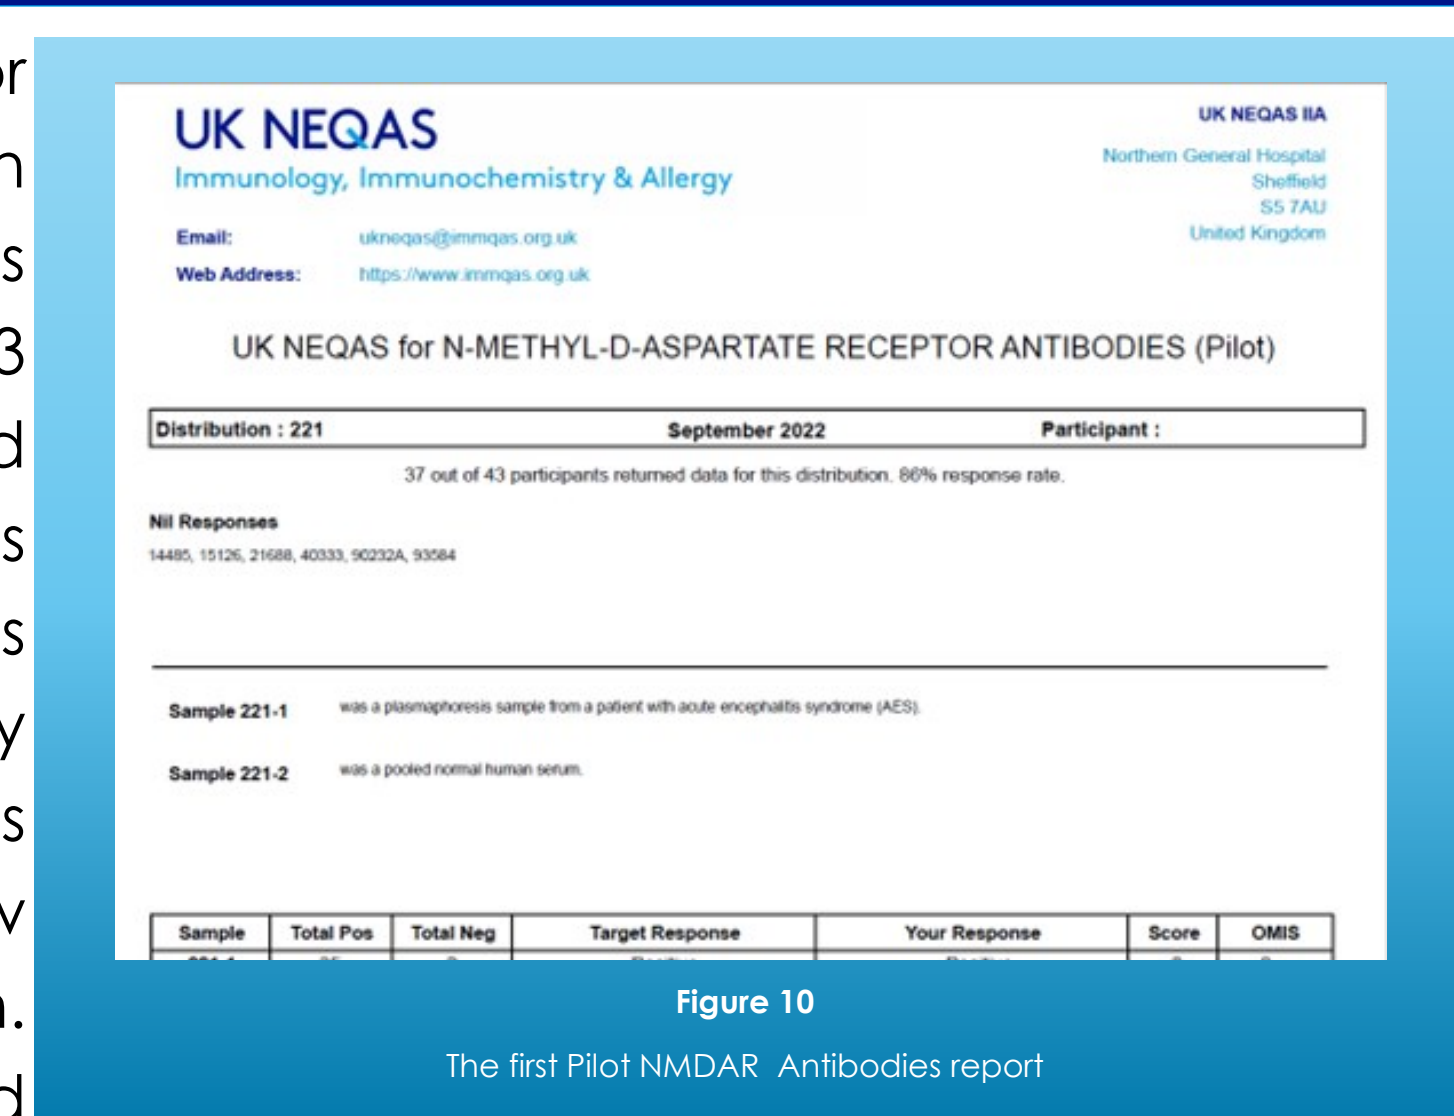 or
n
s
3
d
s
s
y
s
v
n.
d
UK NEQAS
Immunology, Immunochemistry & Allergy
UK NEQAS IIA
Northern General Hospital
Sheffield
S5 7AU
United Kingdom
Email: ukneqas@immqas.org.uk
Web Address: https://www.immqas.org.uk
UK NEQAS for N-METHYL-D-ASPARTATE RECEPTOR ANTIBODIES (Pilot)
Distribution : 221 September 2022 Participant :
37 out of 43 participants returned data for this distribution. 86% response rate.
Nil Responses
14485, 15126, 21688, 40333, 90232A, 93584
Sample 221-1 was a plasmaphoresis sample from a patient with acute encephalitis syndrome (AES).
Sample 221-2 was a pooled normal human serum.
Sample Total Pos Total Neg Target Response Your Response Score OMIS
Figure 10
The first Pilot NMDAR Antibodies report